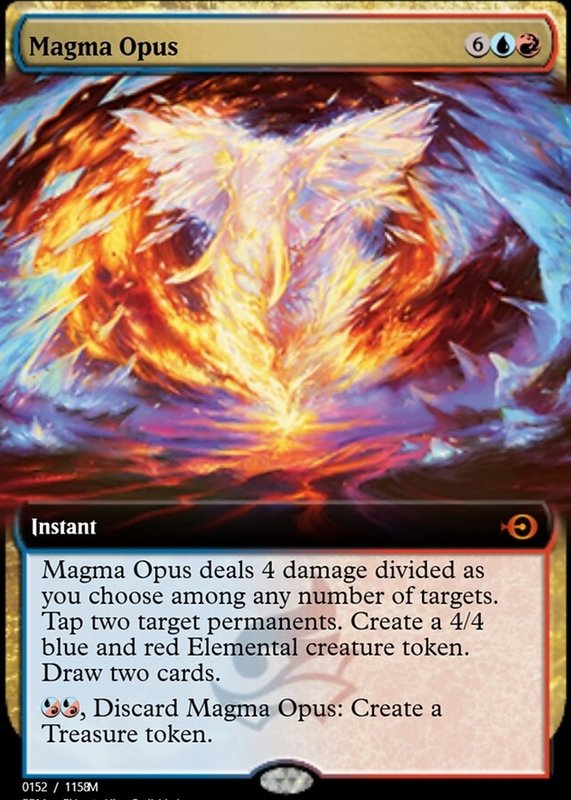 Magma Opus 6
Instant
Magma Opus deals 4 damage divided as
you choose among any number of targets.
Tap two target permanents. Create a 4/4
blue and red Elemental creature token.
Draw two cards.
, Discard Magma Opus: Create a
Treasure token.
0152 / 1158M